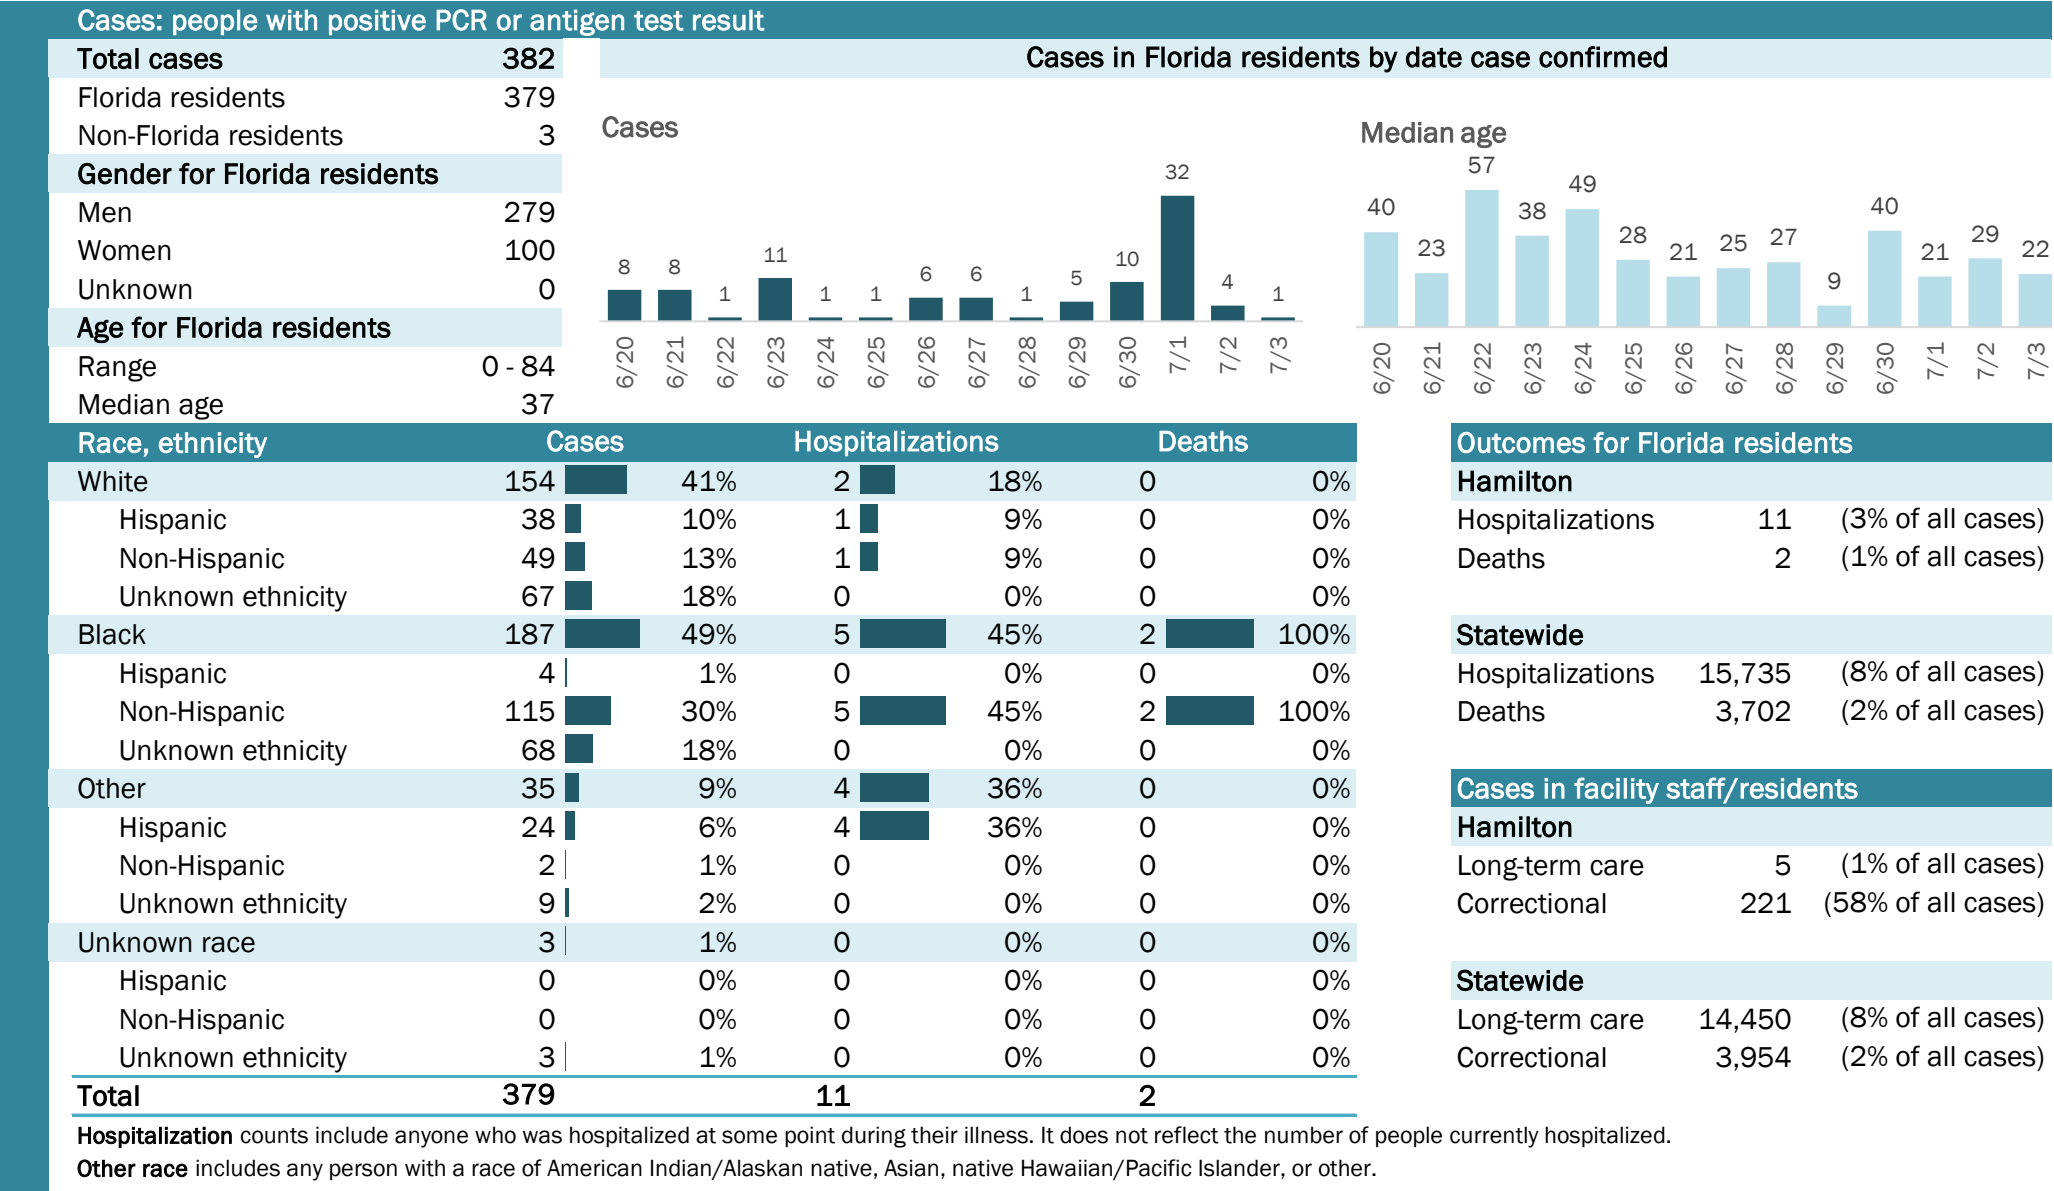 Cases: people with positive PCR or antigen test result
Total cases 382
Florida residents 379
Non-Florida residents 3
Gender for Florida residents
Men 279
Women 100
Unknown 0
Age for Florida residents
Range 0 - 84
Median age 37
Cases in Florida residents by date case confirmed
Cases
8 8 1 11 1 1 6 6 1 5 10 32 4 1
6/20 6/21 6/22 6/23 6/24 6/25 6/26 6/27 6/28 6/29 6/30 7/1 7/2 7/3
Median age
40 23 57 38 49 28 21 25 27 9 40 21 29 22
6/20 6/21 6/22 6/23 6/24 6/25 6/26 6/27 6/28 6/29 6/30 7/1 7/2 7/3
Race, ethnicity Cases Hospitalizations Deaths
White 154 41% 2 18% 0 0%
Hispanic 38 10% 1 9% 0 0%
Non-Hispanic 49 13% 1 9% 0 0%
Unknown ethnicity 67 18% 0 0% 0 0%
Black 187 49% 5 45% 2 100%
Hispanic 4 1% 0 0% 0 0%
Non-Hispanic 115 30% 5 45% 2 100%
Unknown ethnicity 68 18% 0 0% 0 0%
Other 35 9% 4 36% 0 0%
Hispanic 24 6% 4 36% 0 0%
Non-Hispanic 2 1% 0 0% 0 0%
Unknown ethnicity 9 2% 0 0% 0 0%
Unknown race 3 1% 0 0% 0 0%
Hispanic 0 0% 0 0% 0 0%
Non-Hispanic 0 0% 0 0% 0 0%
Unknown ethnicity 3 1% 0 0% 0 0%
Total 379 11 2
Outcomes for Florida residents
Hamilton
Hospitalizations 11 (3% of all cases)
Deaths 2 (1% of all cases)
Statewide
Hospitalizations 15,735 (8% of all cases)
Deaths 3,702 (2% of all cases)
Cases in facility staff/residents
Hamilton
Long-term care 5 (1% of all cases)
Correctional 221 (58% of all cases)
Statewide
Long-term care 14,450 (8% of all cases)
Correctional 3,954 (2% of all cases)
Hospitalization counts include anyone who was hospitalized at some point during their illness. It does not reflect the number of people currently hospitalized.
Other race includes any person with a race of American Indian/Alaskan native, Asian, native Hawaiian/Pacific Islander, or other.